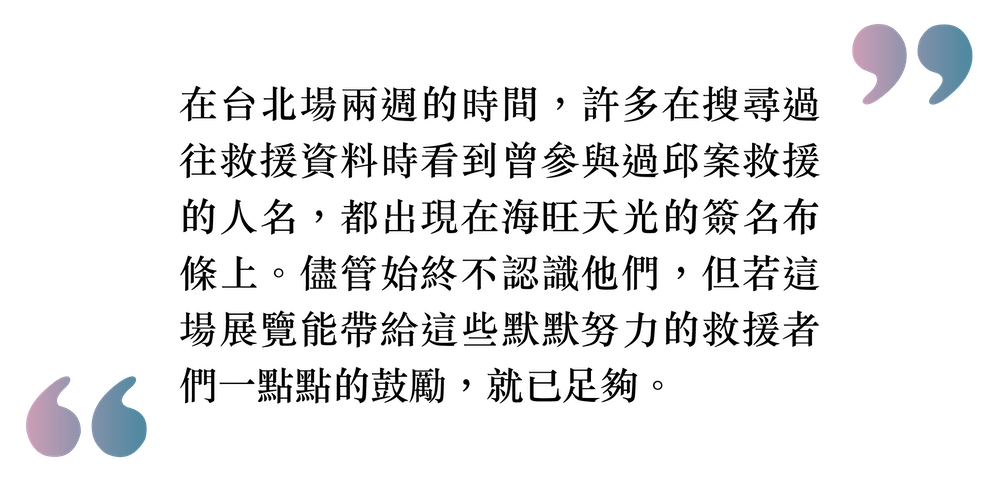 在台北場兩週的時間，許多在搜尋過
往救援資料時看到曾參與過邱案救援
的人名，都出現在海旺天光的簽名布
條上。儘管始終不認識他們，但若這
場展覽能帶給這些默默努力的救援者
們一點點的鼓勵，就已足夠。